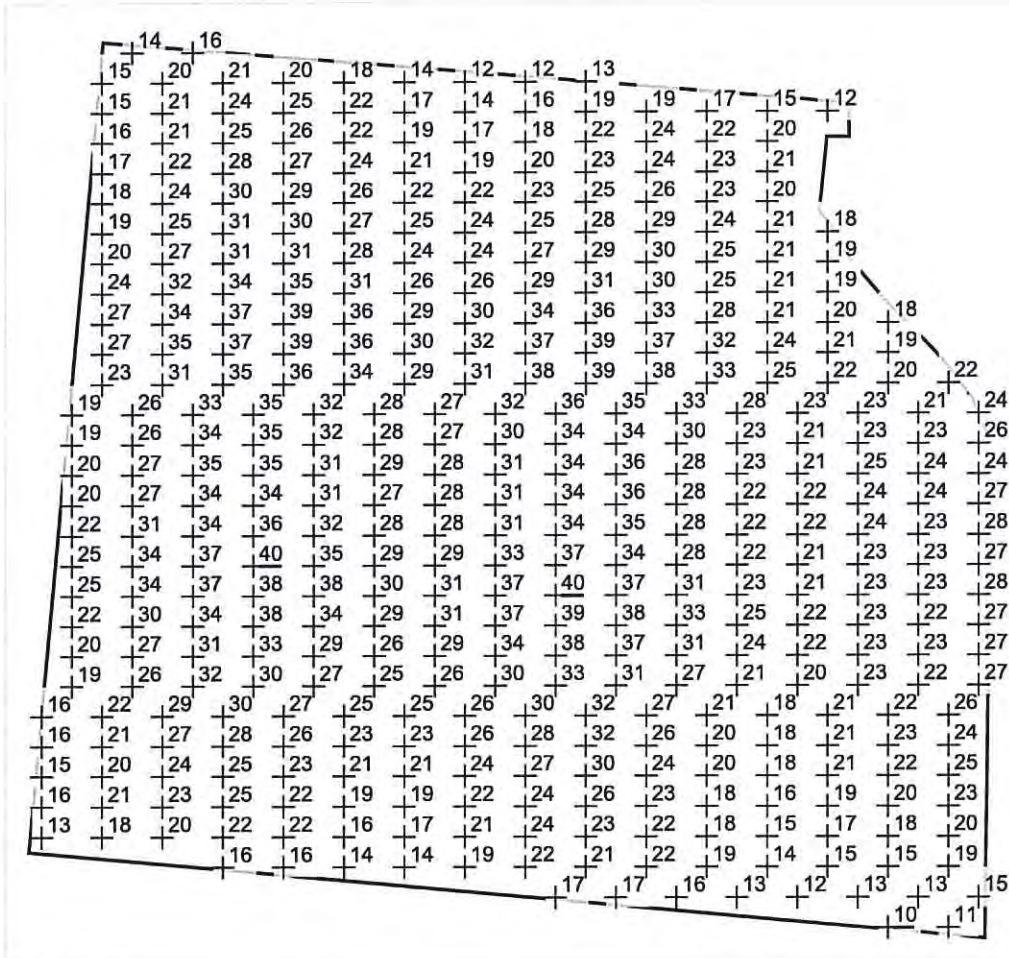 14 16
15 20 21 20 18 14 12 12 13
15 21 24 25 22 17 14 16 19 19 17 15 12
16 21 25 26 22 19 17 18 22 24 22 20
17 22 28 27 24 21 19 20 23 24 23 21
18 24 30 29 26 22 22 23 25 26 23 20
19 25 31 30 27 25 24 25 28 29 24 21 18
20 27 31 31 28 24 24 27 29 30 25 21 19
24 32 34 35 31 26 26 29 31 30 25 21 19
27 34 37 39 36 29 30 34 36 33 28 21 20 18
27 35 37 39 36 30 32 37 39 37 32 24 21 19
23 31 35 36 34 29 31 38 39 38 33 25 22 20 22
19 26 33 35 32 28 27 32 36 35 33 28 23 23 21 24
19 26 34 35 32 28 27 30 34 34 30 23 21 23 23 26
20 27 35 35 31 29 28 31 34 36 28 23 21 25 24 24
20 27 34 34 31 27 28 31 34 36 28 22 22 24 24 27
22 31 34 36 32 28 28 31 34 35 28 22 22 24 23 28
25 34 37 40 35 29 29 33 37 34 28 22 21 23 23 27
25 34 37 38 38 30 31 37 40 37 31 23 21 23 23 28
22 30 34 38 34 29 31 37 39 38 33 25 22 23 22 27
20 27 31 33 29 26 29 34 38 37 31 24 22 23 23 27
19 26 32 30 27 25 26 30 33 31 27 21 20 23 22 27
16 22 29 30 27 25 25 26 30 32 27 21 18 21 22 26
16 21 27 28 26 23 23 26 28 32 26 20 18 21 23 24
15 20 24 25 23 21 21 24 27 30 24 20 18 21 22 25
16 21 23 25 22 19 19 22 24 26 23 18 16 19 20 23
13 18 20 22 22 16 17 21 24 23 22 18 15 17 18 20
16 16 14 14 19 22 21 22 19 14 15 15 19
17 17 16 13 12 13 13 15
10 11